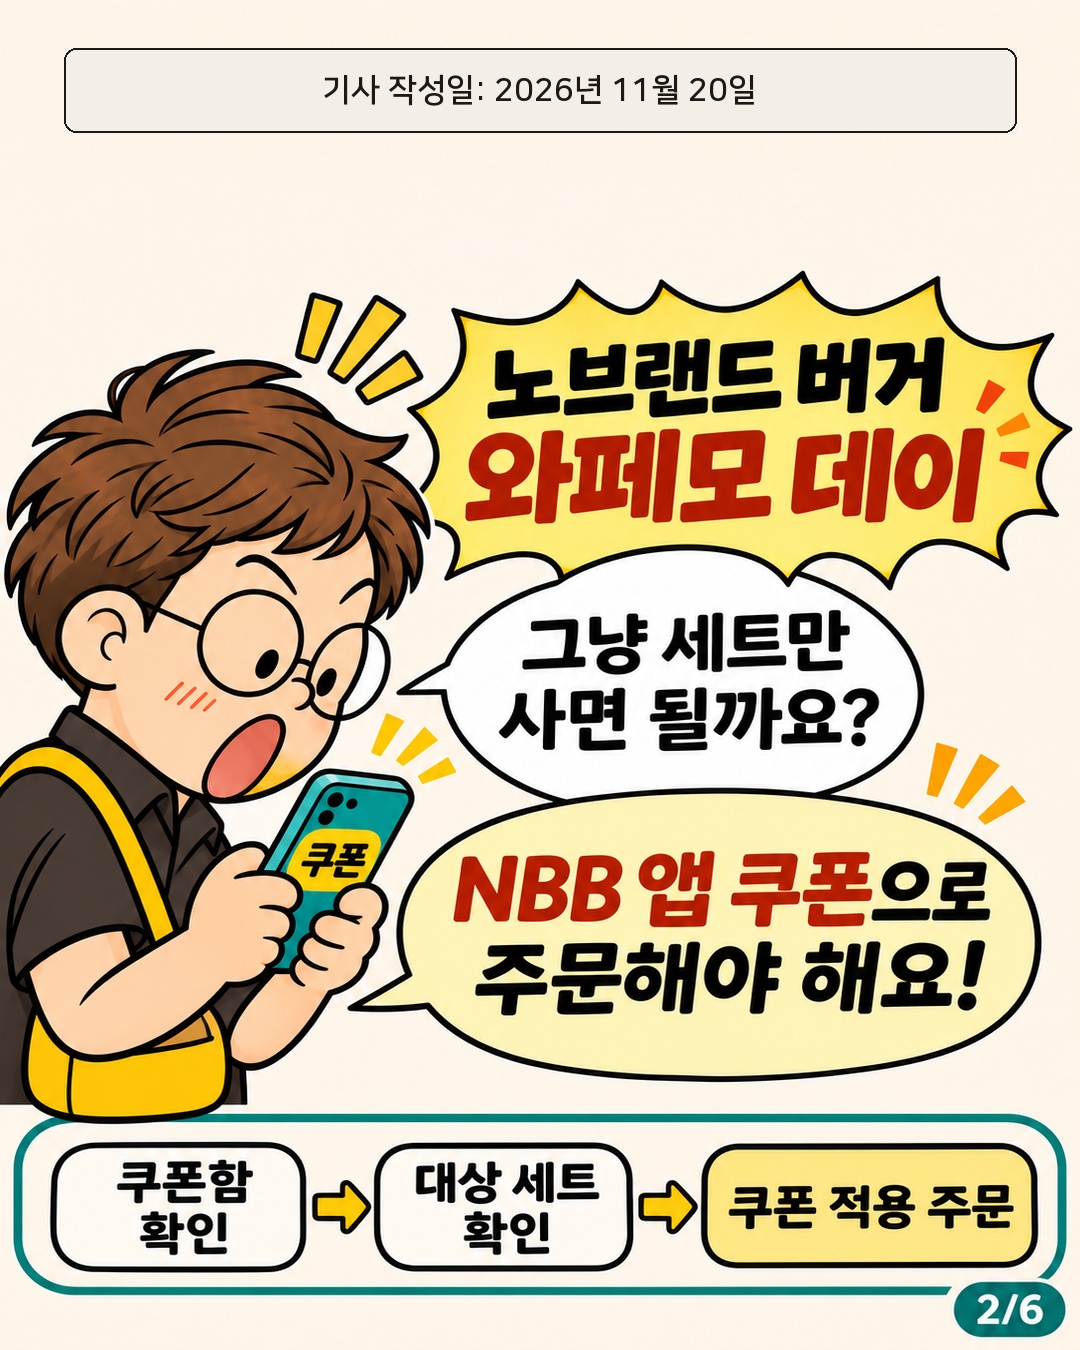 기사 작성일: 2026년 11월 20일
노브랜드 버거
와페모 데이
그냥 세트만
사면 될까요?
쿠폰
NBB 앱 쿠폰으로
주문해야 해요!
쿠폰함
확인
대상 세트
확인
쿠폰 적용 주문
2/6